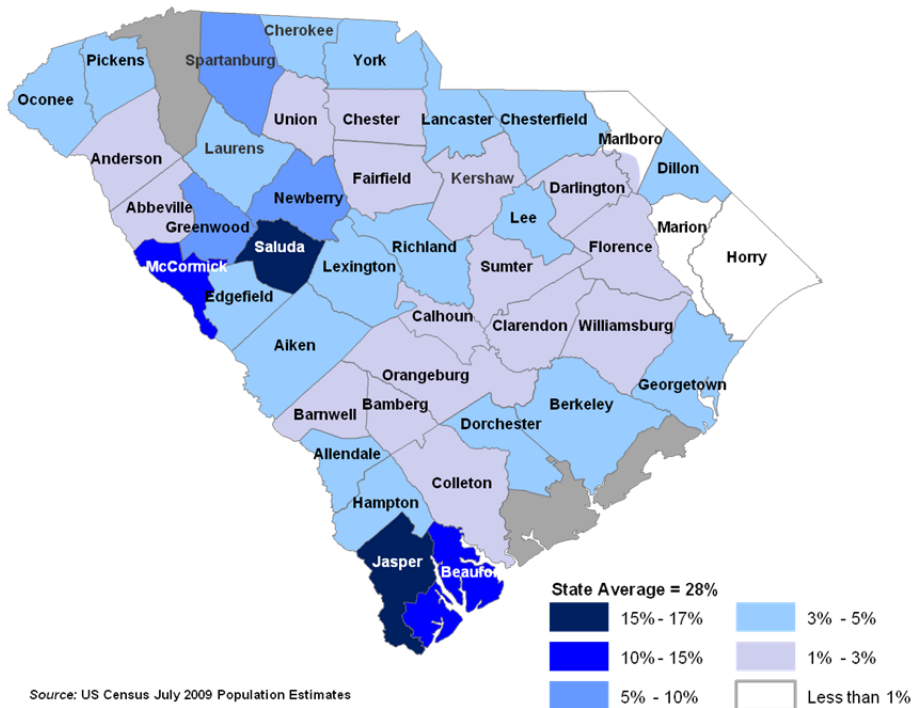 Cherokee
Spartanburg
York
Pickens
Oconee
Union
Chester
Lancaster
Chesterfield
Marlboro
Dillon
Laurens
Anderson
Fairfield
Kershaw
Darlington
Newberry
Abbeville
Greenwood
Lee
Marion
Saluda
Richland
Florence
Horry
McCormick
Lexington
Sumter
Edgefield
Calhoun
Clarendon
Williamsburg
Aiken
Orangeburg
Georgetown
Bamberg
Berkeley
Barnwell
Dorchester
Allendale
Colleton
Hampton
Jasper
Beaufor
State Average = 28%
15% - 17%
3% - 5%
10% - 15%
1% - 3%
5% - 10%
Less than 1%
Source: US Census July 2009 Population Estimates